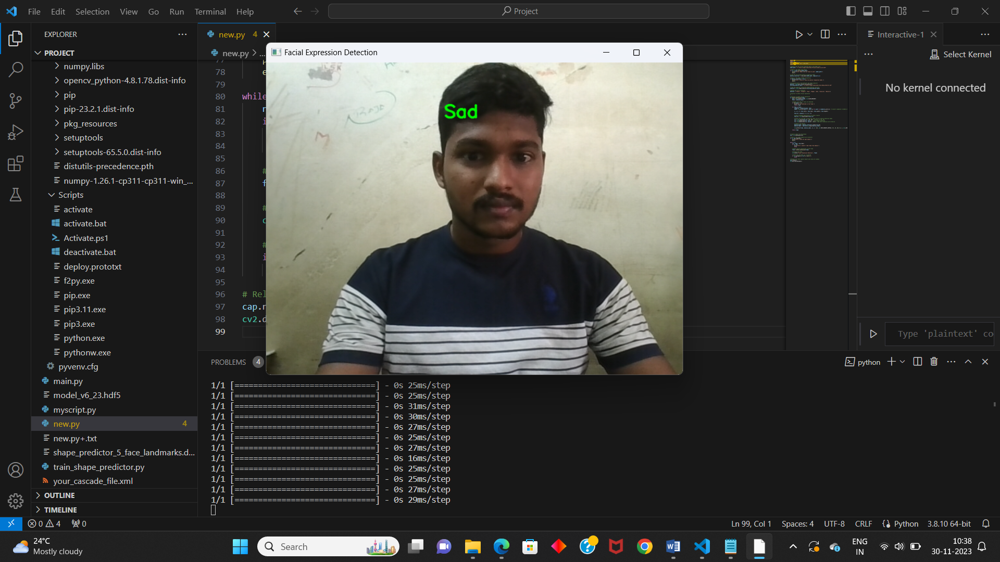 File Edit Selection View Go Run Terminal Help
Project
EXPLORER
PROJECT
numpy.libs
opencv_python-4.8.1.78.dist-info
pip
pip-23.2.1.dist-info
pkg_resources
setuptools
setuptools-65.5.0.dist-info
distutils-precedence.pth
numpy-1.26.1-cp311-cp311-win_...
Scripts
activate
activate.bat
Activate.ps1
deactivate.bat
deploy.prototxt
f2py.exe
pip.exe
pip3.11.exe
pip3.exe
python.exe
pythonw.exe
pyvenv.cfg
main.py
model_v6_23.hdf5
myscript.py
new.py 4
new.py+.txt
shape_predictor_5_face_landmarks.d...
train_shape_predictor.py
your_cascade_file.xml
OUTLINE
TIMELINE
new.py 4
new.py > ...
78 e
79
80 while
81
82 i
83
84
85
86 #
87 f
88
89 #
90 c
91
92 #
93 i
94
95
96 # Rel
97 cap.r
98 cv2.d
99
Facial Expression Detection
Sad
Interactive-1
Select Kernel
No kernel connected
Type 'plaintext' co
PROBLEMS 4
python
1/1 [==============================] - 0s 25ms/step
1/1 [==============================] - 0s 25ms/step
1/1 [==============================] - 0s 31ms/step
1/1 [==============================] - 0s 30ms/step
1/1 [==============================] - 0s 27ms/step
1/1 [==============================] - 0s 25ms/step
1/1 [==============================] - 0s 27ms/step
1/1 [==============================] - 0s 16ms/step
1/1 [==============================] - 0s 25ms/step
1/1 [==============================] - 0s 25ms/step
1/1 [==============================] - 0s 27ms/step
1/1 [==============================] - 0s 29ms/step
0 4 0
Ln 99, Col 1 Spaces: 4 UTF-8 CRLF Python 3.8.10 64-bit
24°C
Mostly cloudy
Search
ENG
IN
10:38
30-11-2023